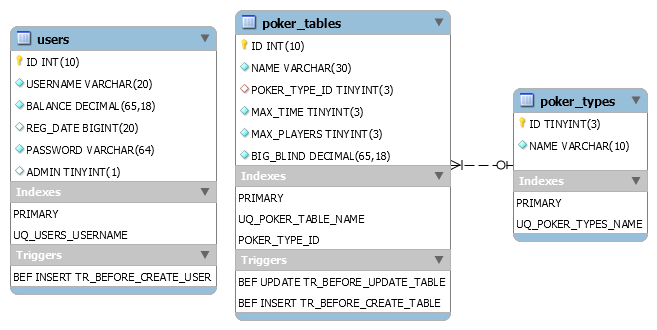 users
ID INT(10)
USERNAME VARCHAR(20)
BALANCE DECIMAL(65,18)
REG_DATE BIGINT(20)
PASSWORD VARCHAR(64)
ADMIN TINYINT(1)
Indexes
PRIMARY
UQ_USERS_USERNAME
Triggers
BEF INSERT TR_BEFORE_CREATE_USER
poker_tables
ID INT(10)
NAME VARCHAR(30)
POKER_TYPE_ID TINYINT(3)
MAX_TIME TINYINT(3)
MAX_PLAYERS TINYINT(3)
BIG_BLIND DECIMAL(65,18)
Indexes
PRIMARY
UQ_POKER_TABLE_NAME
POKER_TYPE_ID
Triggers
BEF UPDATE TR_BEFORE_UPDATE_TABLE
BEF INSERT TR_BEFORE_CREATE_TABLE
poker_types
ID TINYINT(3)
NAME VARCHAR(10)
Indexes
PRIMARY
UQ_POKER_TYPES_NAME